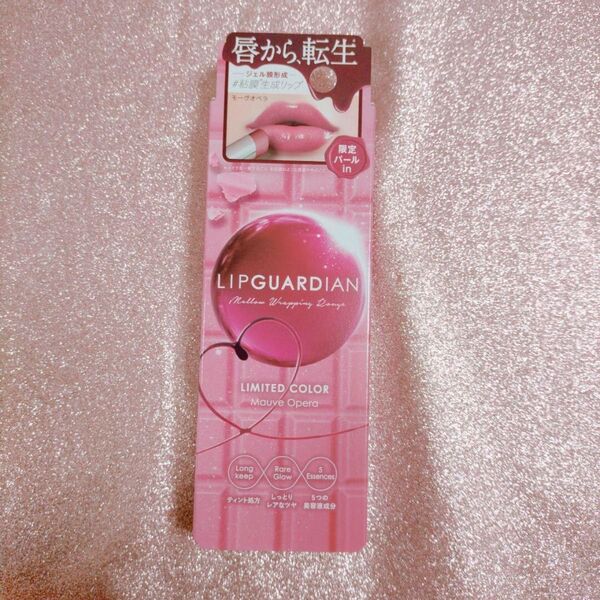 唇から、転生
ジェル膜形成
#粘膜生成リップ
モーヴオペラ
限定
パール
in
LIPGUARDIAN
Mellow Wrapping Rouge
LIMITED COLOR
Mauve Opera
Long
keep
Rare
Glow
5
Essences
ティント処方
しっとり
レアなツヤ
5つの
美容液成分